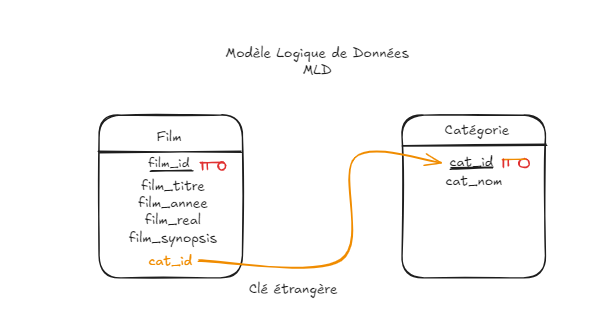 Modèle Logique de Données
MLD
Film
film_id
film_titre
film_annee
film_real
film_synopsis
cat_id
Catégorie
cat_id
cat_nom
Clé étrangère